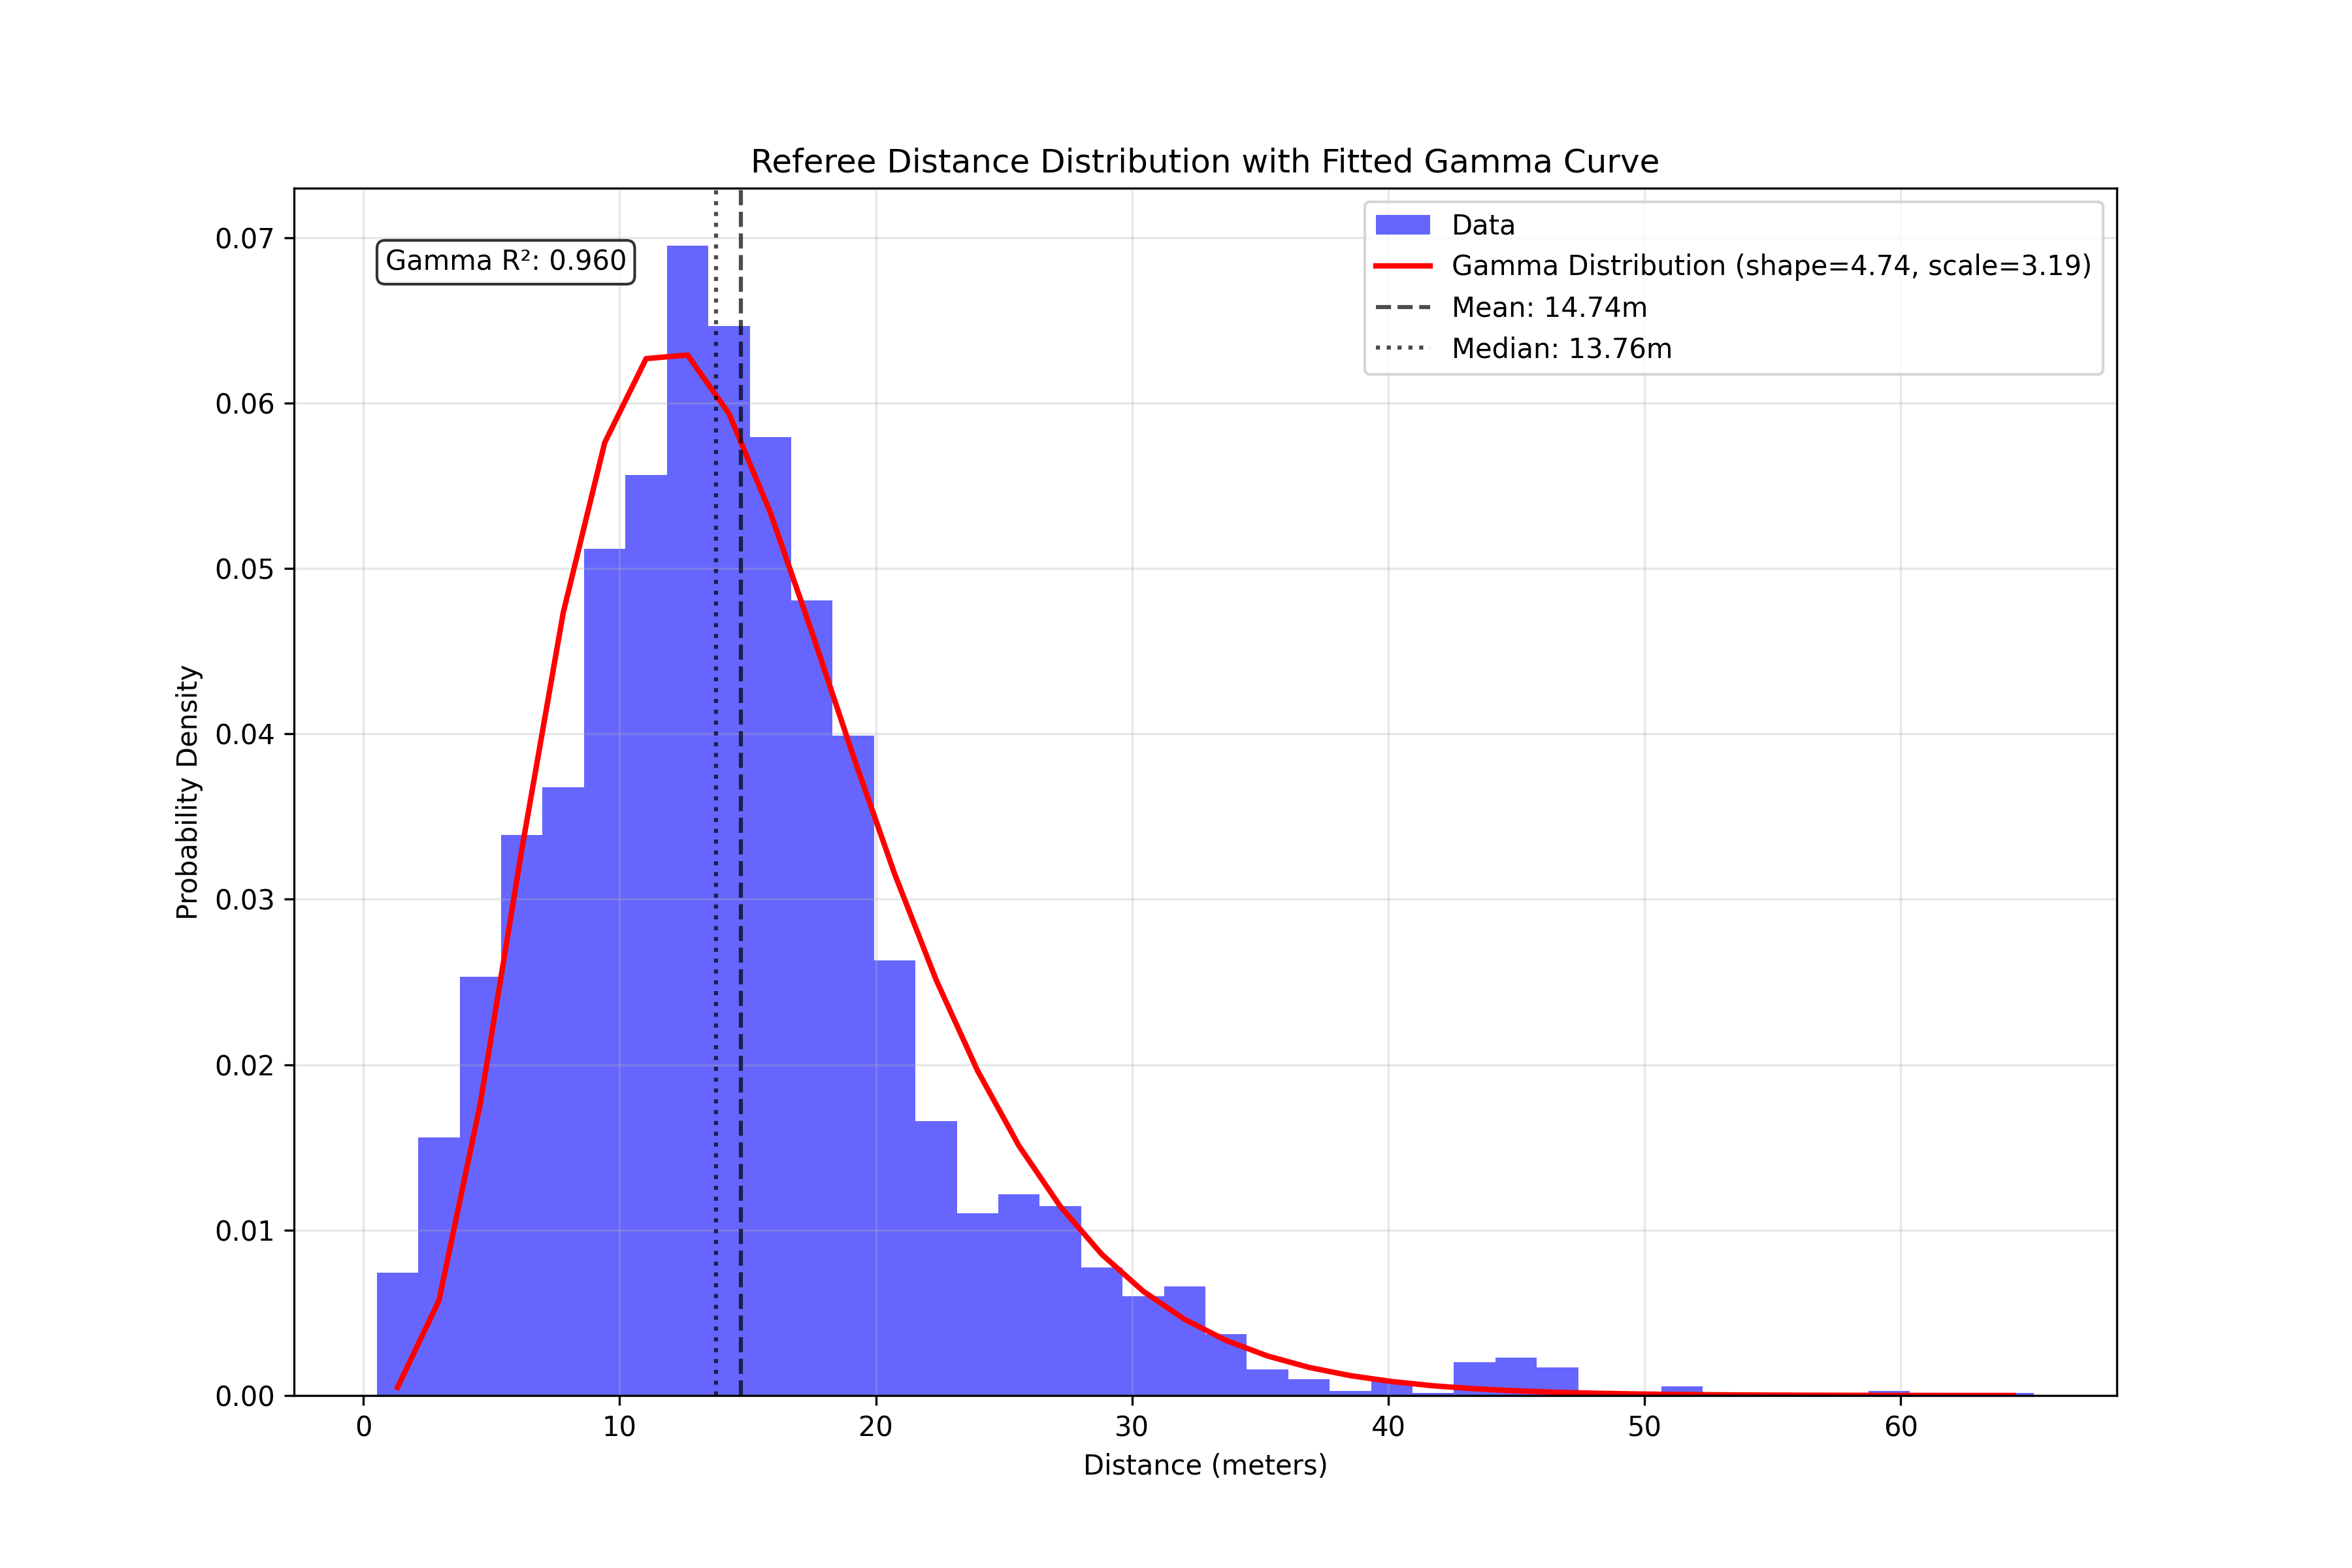 Referee Distance Distribution with Fitted Gamma Curve
Gamma R²: 0.960
Data
Gamma Distribution (shape=4.74, scale=3.19)
Mean: 14.74m
Median: 13.76m
Probability Density
0.07
0.06
0.05
0.04
0.03
0.02
0.01
0.00
0 10 20 30 40 50 60
Distance (meters)